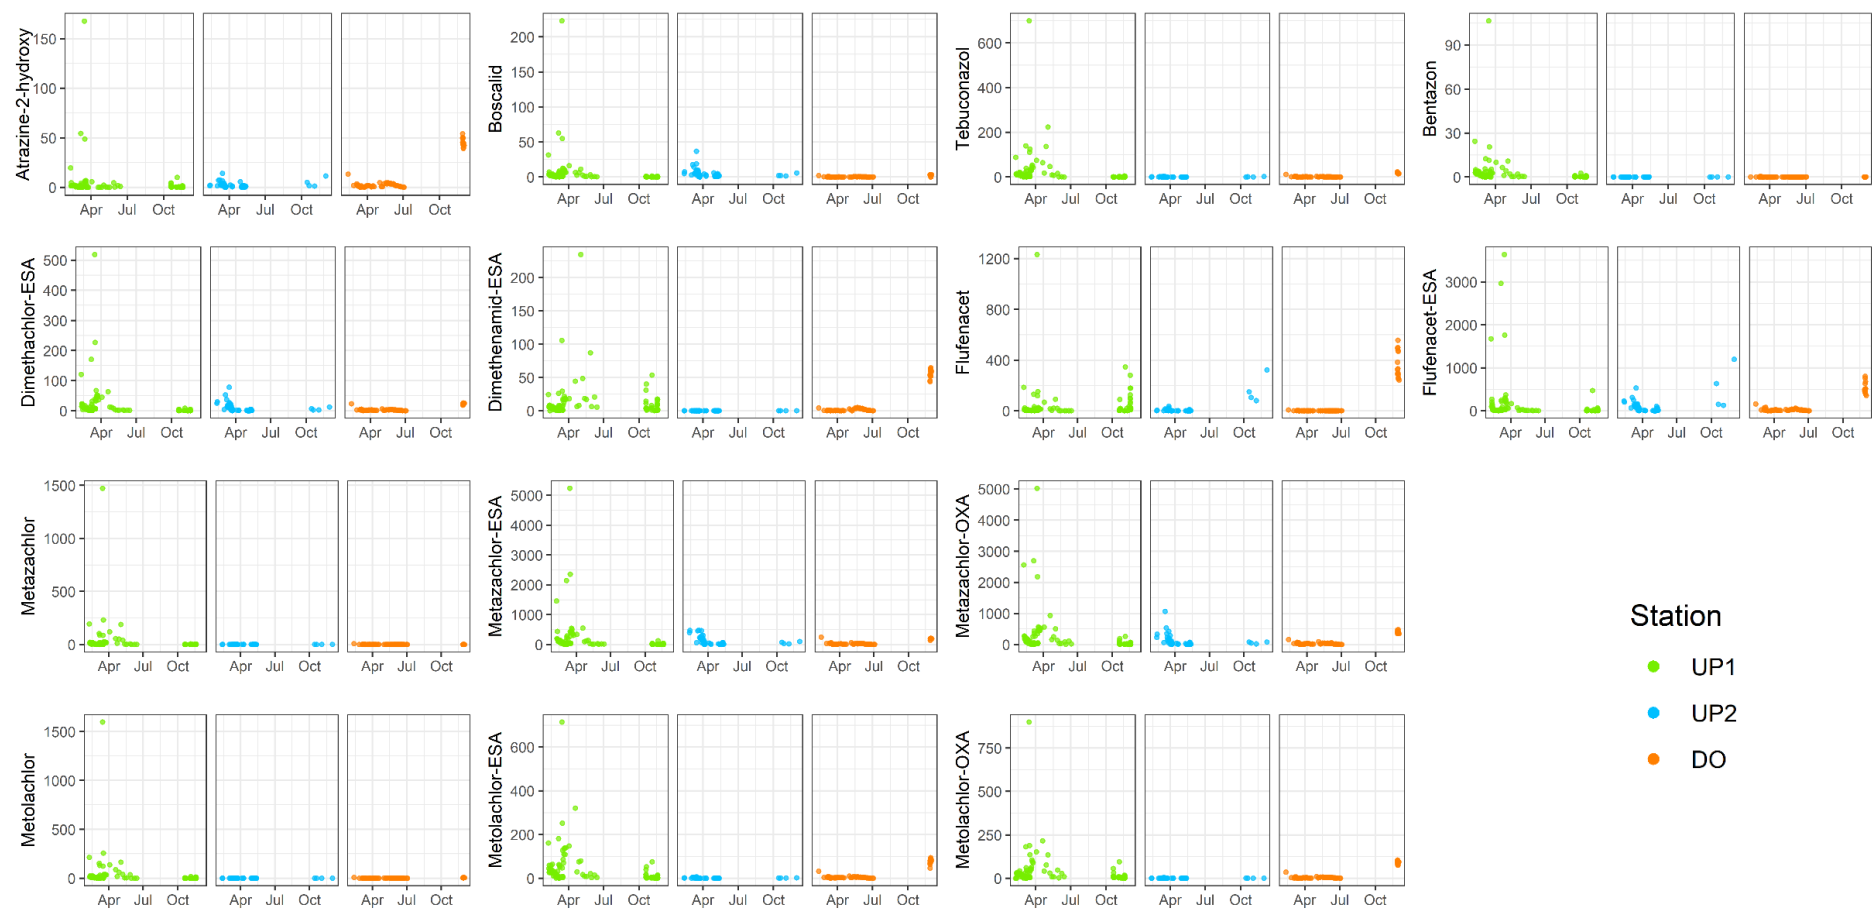 Atrazine-2-hydroxy
150
100
50
0
Apr Jul Oct
Apr Jul Oct
Apr Jul Oct
Boscalid
200
150
100
50
0
Apr Jul Oct
Apr Jul Oct
Apr Jul Oct
Tebuconazol
600
400
200
0
Apr Jul Oct
Apr Jul Oct
Apr Jul Oct
Bentazon
90
60
30
0
Apr Jul Oct
Apr Jul Oct
Apr Jul Oct
Dimethachlor-ESA
500
400
300
200
100
0
Apr Jul Oct
Apr Jul Oct
Apr Jul Oct
Dimethenamid-ESA
200
150
100
50
0
Apr Jul Oct
Apr Jul Oct
Apr Jul Oct
Flufenacet
1200
800
400
0
Apr Jul Oct
Apr Jul Oct
Apr Jul Oct
Flufenacet-ESA
3000
2000
1000
0
Apr Jul Oct
Apr Jul Oct
Apr Jul Oct
Metazachlor
1500
1000
500
0
Apr Jul Oct
Apr Jul Oct
Apr Jul Oct
Metazachlor-ESA
5000
4000
3000
2000
1000
0
Apr Jul Oct
Apr Jul Oct
Apr Jul Oct
Metazachlor-OXA
5000
4000
3000
2000
1000
0
Apr Jul Oct
Apr Jul Oct
Apr Jul Oct
Metolachlor
1500
1000
500
0
Apr Jul Oct
Apr Jul Oct
Apr Jul Oct
Metolachlor-ESA
600
400
200
0
Apr Jul Oct
Apr Jul Oct
Apr Jul Oct
Metolachlor-OXA
750
500
250
0
Apr Jul Oct
Apr Jul Oct
Apr Jul Oct
Station
UP1
UP2
DO